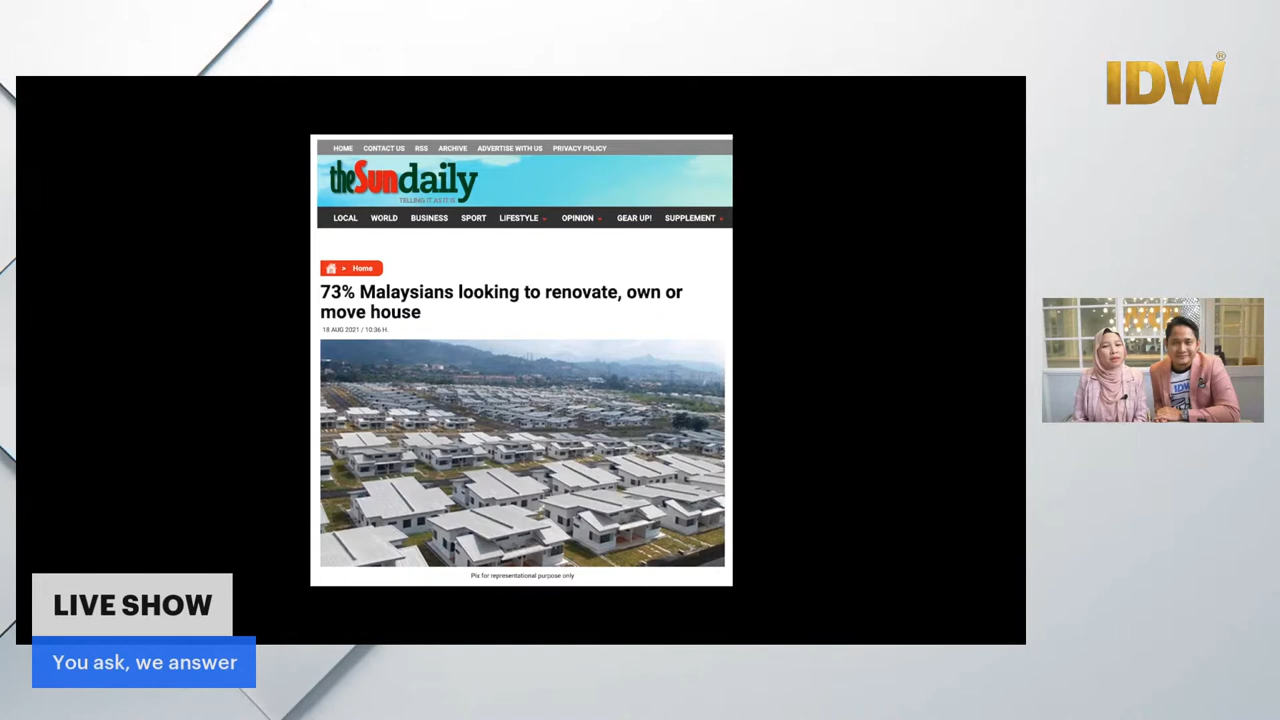 IDW®
HOME CONTACT US RSS ARCHIVE ADVERTISE WITH US PRIVACY POLICY
theSundaily
TELLING IT AS IT IS
LOCAL WORLD BUSINESS SPORT LIFESTYLE OPINION GEAR UP! SUPPLEMENT
> Home
73% Malaysians looking to renovate, own or
move house
18 AUG 2021 / 10:36 H.
Pix for representational purpose only
IDW
LIVE SHOW
You ask, we answer